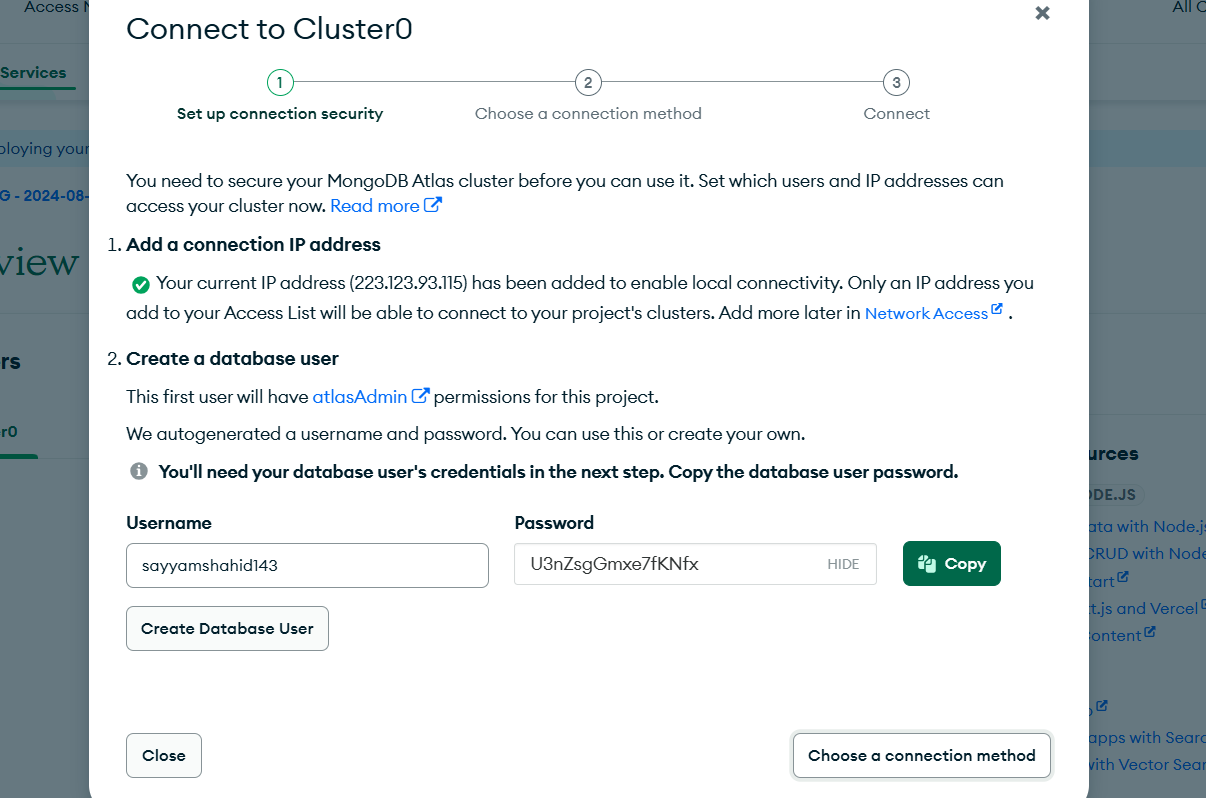 Access
All
Connect to Cluster0
Services
1
2
3
Set up connection security
Choose a connection method
Connect
ploying your
G - 2024-08-
You need to secure your MongoDB Atlas cluster before you can use it. Set which users and IP addresses can
access your cluster now. Read more
view
1. Add a connection IP address
Your current IP address (223.123.93.115) has been added to enable local connectivity. Only an IP address you
add to your Access List will be able to connect to your project's clusters. Add more later in Network Access .
rs
2. Create a database user
This first user will have atlasAdmin permissions for this project.
r0
We autogenerated a username and password. You can use this or create your own.
urces
You'll need your database user's credentials in the next step. Copy the database user password.
ODE.JS
Username
Password
ata with Node.js
CRUD with Node
sayyamshahid143
U3nZsgGmxe7fKNfx
HIDE
Copy
tart
t.js and Vercel
Create Database User
ontent
apps with Searc
Close
Choose a connection method
with Vector Sear